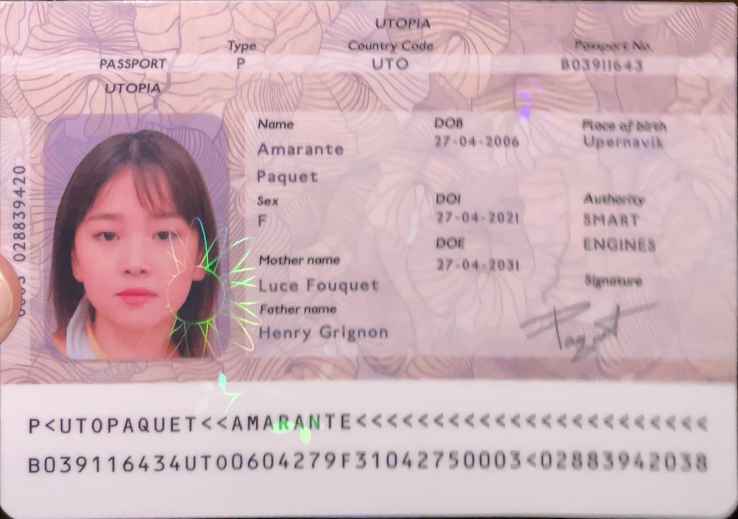 UTOPIA
Type Country Code Passport No.
PASSPORT P UTO B03911643
UTOPIA
Name DOB Place of birth
Amarante 27-04-2006 Upernavik
Paquet
Sex DOI Authority
F 27-04-2021 SMART
DOE ENGINES
Mother name 27-04-2031
Luce Fouquet Signature
Father name
Henry Grignon
Paquet
028839420
P<UTOPAQUET<<AMARANTE<<<<<<<<<<<<<<<<<<<<<<<
B039116434UTO0604279F31042750003<02883942038